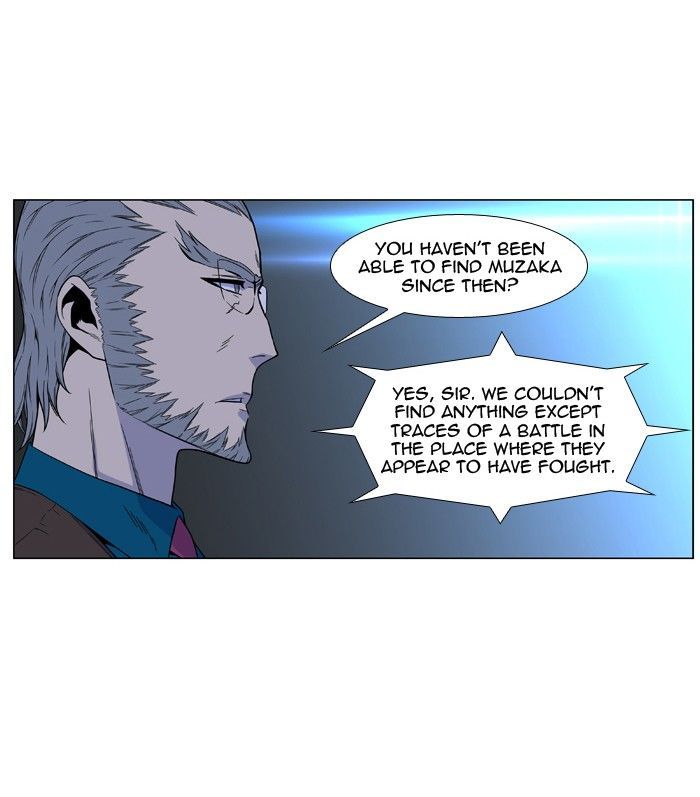 YOU HAVEN'T BEEN
ABLE TO FIND MUZAKA
SINCE THEN?
YES, SIR. WE COULDN'T
FIND ANYTHING EXCEPT
TRACES OF A BATTLE IN
THE PLACE WHERE THEY
APPEAR TO HAVE FOUGHT.